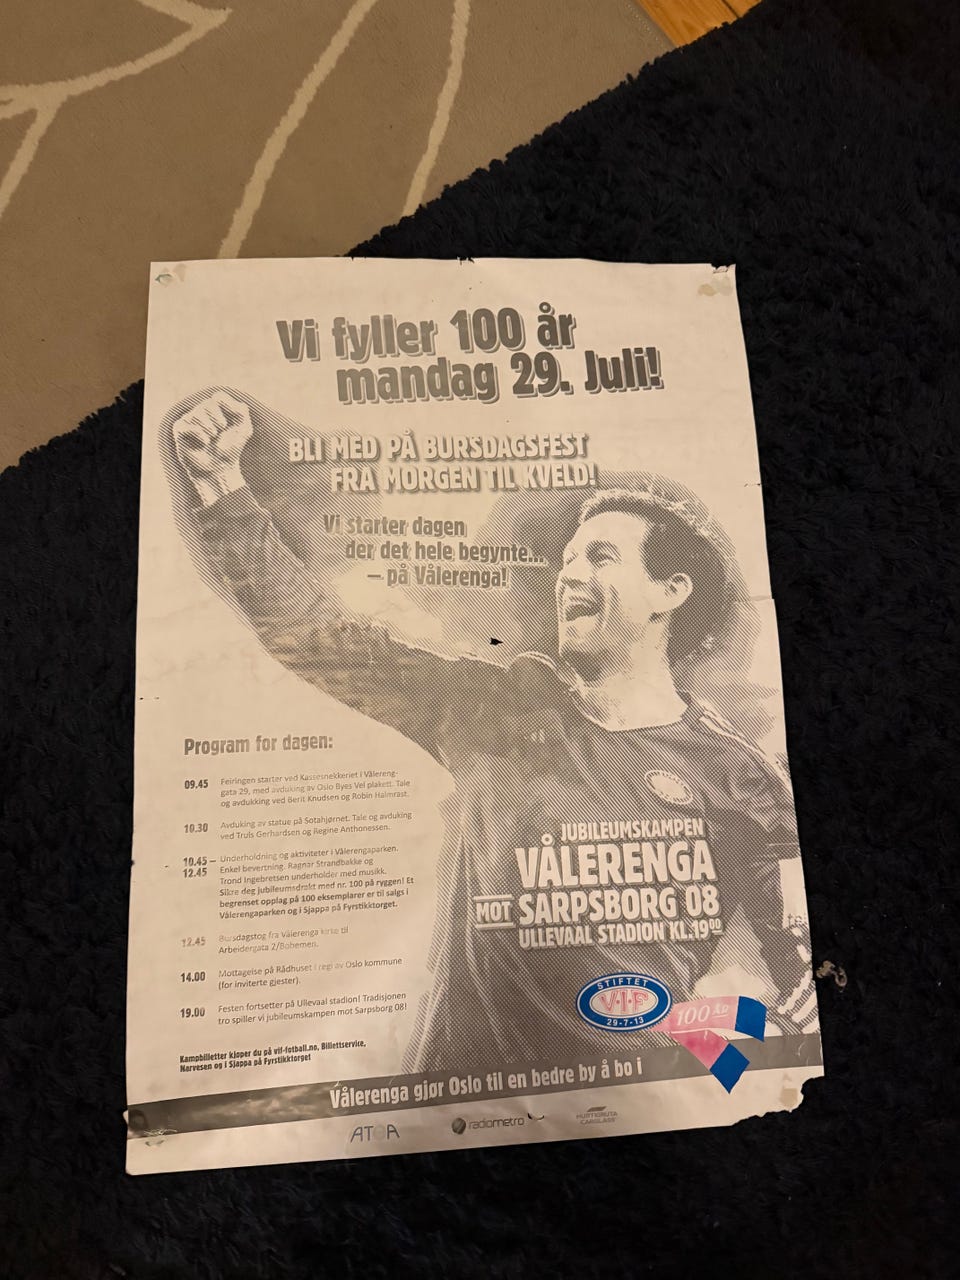 Vi fyller 100 år
mandag 29. Juli!
BLI MED PÅ BURSDAGSFEST
FRA MORGEN TIL KVELD!
Vi starter dagen
der det hele begynte...
– på Vålerenga!
Program for dagen:
09.45 Feiringen starter ved Kassesnekkeriet i Vålereng-
gata 29, med avduking av Oslo Byes Vel plakett. Tale
og avdukking ved Berit Knudsen og Robin Halmrast.
10.30 Avduking av statue på Sotahjørnet. Tale og avduking
ved Truls Gerhardsen og Regine Anthonessen.
10.45 – Underholdning og aktiviteter i Vålerengaparken.
12.45 Enkel bevertning. Ragnar Strandbakke og
Trond Ingebretsen underholder med musikk.
Sikre deg jubileumsdrakt med nr. 100 på ryggen! Et
begrenset opplag på 100 eksemplarer er til salgs i
Vålerengaparken og i Sjappa på Fyrstikktorget.
12.45 Bursdagstog fra Vålerenga kirke til
Arbeidergata 2/Bohemen.
14.00 Mottagelse på Rådhuset i regi av Oslo kommune
(for inviterte gjester).
19.00 Festen fortsetter på Ullevaal stadion! Tradisjonen
tro spiller vi jubileumskampen mot Sarpsborg 08!
Kampbilletter kjøper du på vif-fotball.no, Billettservice,
Narvesen og i Sjappa på Fyrstikktorget
JUBILEUMSKAMPEN
VÅLERENGA
MOT SARPSBORG 08
ULLEVAAL STADION KL.19⁰⁰
STIFTET
V·I·F
29-7-13
100 ÅR
Vålerenga gjør Oslo til en bedre by å bo i
ATEA
radiometro
HURTIGRUTA
CARGLASS